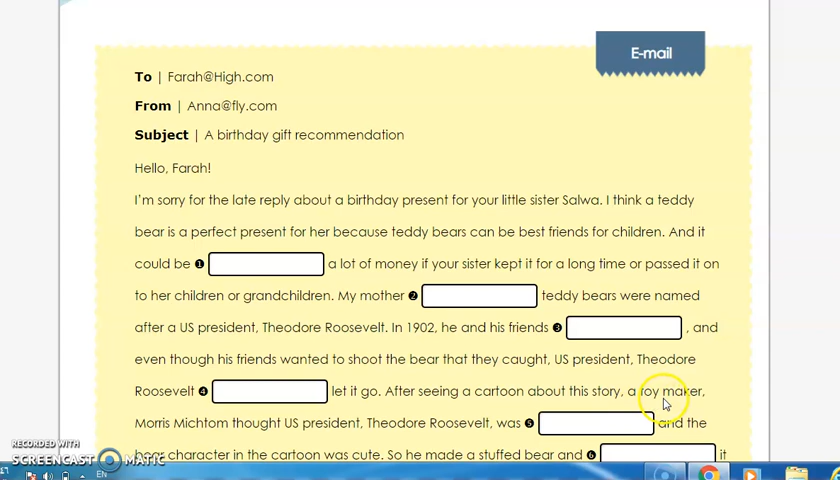 E-mail
To | Farah@High.com
From | Anna@fly.com
Subject | A birthday gift recommendation
Hello, Farah!
I'm sorry for the late reply about a birthday present for your little sister Salwa. I think a teddy
bear is a perfect present for her because teddy bears can be best friends for children. And it
could be ❶ a lot of money if your sister kept it for a long time or passed it on
to her children or grandchildren. My mother ❷ teddy bears were named
after a US president, Theodore Roosevelt. In 1902, he and his friends ❸ , and
even though his friends wanted to shoot the bear that they caught, US president, Theodore
Roosevelt ❹ let it go. After seeing a cartoon about this story, a toy maker,
Morris Michtom thought US president, Theodore Roosevelt, was ❺ and the
bear character in the cartoon was cute. So he made a stuffed bear and ❻ it
RECORDED WITH
SCREENCAST MATIC
EN